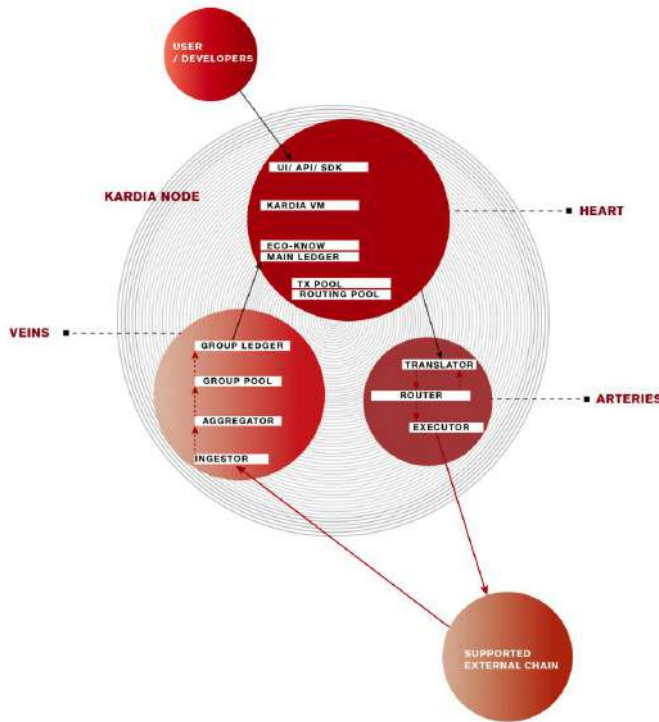 USER
/ DEVELOPERS
UI/ API/ SDK
KARDIA NODE
KARDIA VM
HEART
ECO-KNOW
MAIN LEDGER
TX POOL
ROUTING POOL
VEINS
GROUP LEDGER
GROUP POOL
AGGREGATOR
INGESTOR
TRANSLATOR
ROUTER
EXECUTOR
ARTERIES
SUPPORTED
EXTERNAL CHAIN